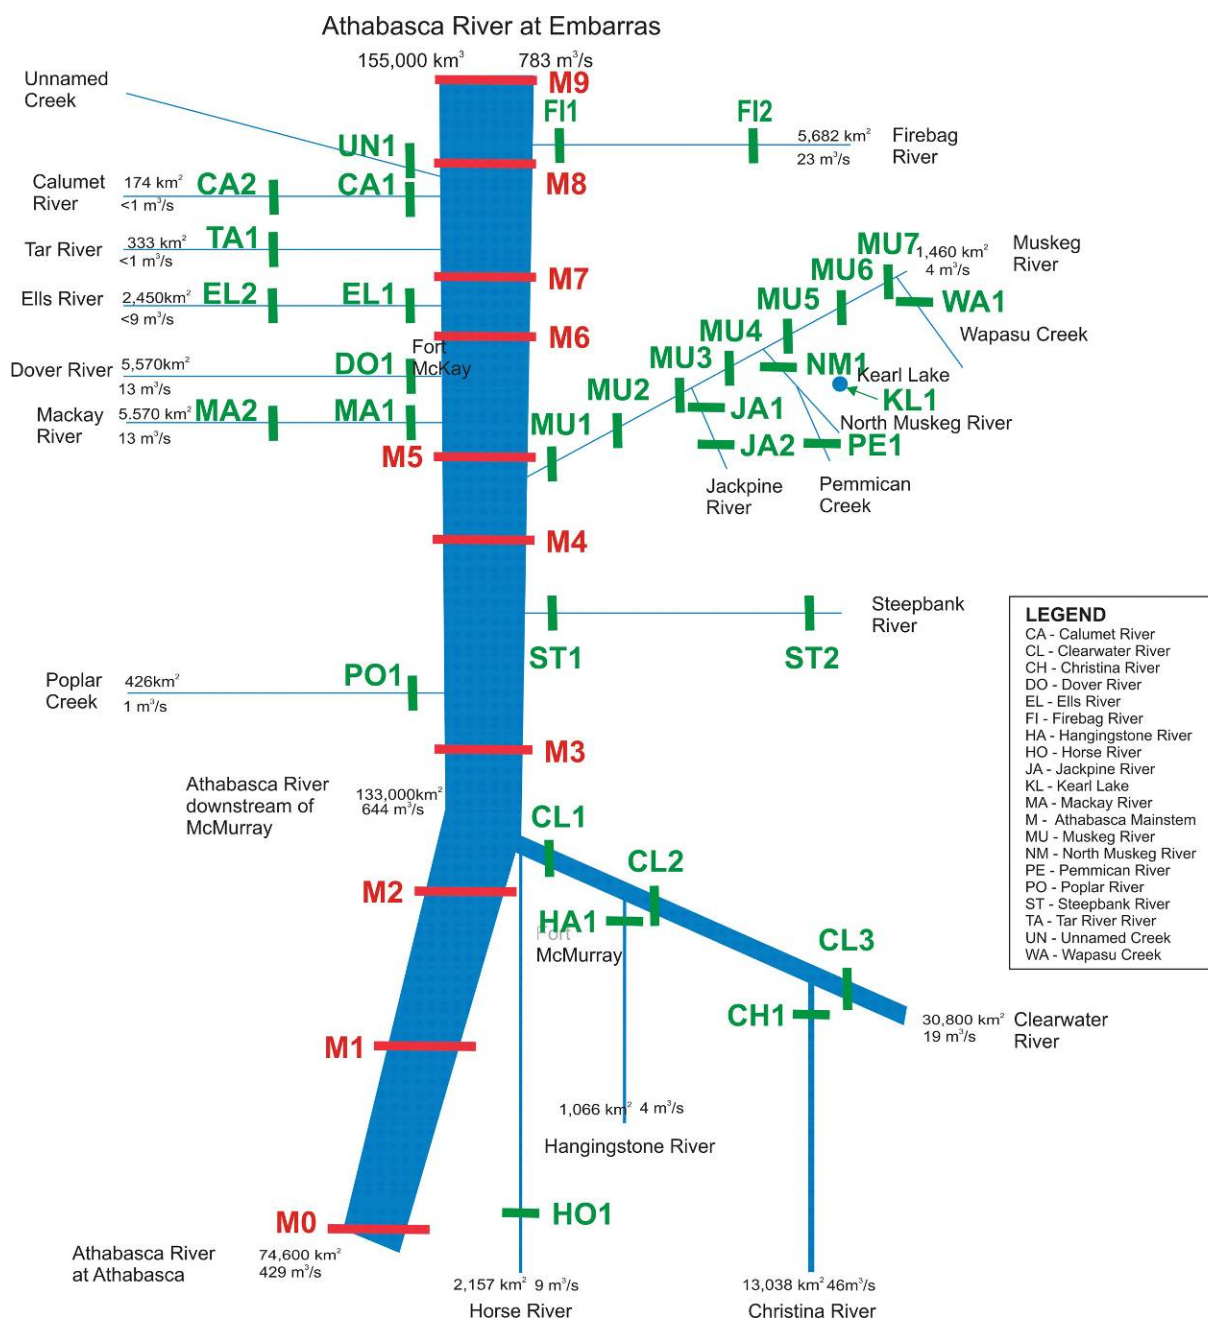 Athabasca River at Embarras
155,000 km³ 783 m³/s
M9
Unnamed
Creek
FI1
FI2
5,682 km²
23 m³/s
Firebag
River
UN1
M8
Calumet
River
174 km²
<1 m³/s
CA2
CA1
Tar River
333 km²
<1 m³/s
TA1
M7
MU7
1,460 km²
4 m³/s
Muskeg
River
MU6
WA1
Wapasu Creek
Ells River
2,450km²
<9 m³/s
EL2
EL1
MU5
M6
MU4
Fort
McKay
Dover River
5,570km²
13 m³/s
DO1
MU3
NM1
Kearl Lake
KL1
Mackay
River
5.570 km²
13 m³/s
MA2
MA1
MU2
JA1
North Muskeg River
MU1
JA2
PE1
M5
Jackpine
River
Pemmican
Creek
M4
Steepbank
River
ST1
ST2
Poplar
Creek
426km²
1 m³/s
PO1
M3
Athabasca River
downstream of
McMurray
133,000km²
644 m³/s
CL1
CL2
M2
HA1
Fort
McMurray
CL3
CH1
30,800 km²
19 m³/s
Clearwater
River
M1
1,066 km² 4 m³/s
Hangingstone River
M0
HO1
Athabasca River
at Athabasca
74,600 km²
429 m³/s
2,157 km² 9 m³/s
Horse River
13,038 km² 46m³/s
Christina River
LEGEND
CA - Calumet River
CL - Clearwater River
CH - Christina River
DO - Dover River
EL - Ells River
FI - Firebag River
HA - Hangingstone River
HO - Horse River
JA - Jackpine River
KL - Kearl Lake
MA - Mackay River
M - Athabasca Mainstem
MU - Muskeg River
NM - North Muskeg River
PE - Pemmican River
PO - Poplar River
ST - Steepbank River
TA - Tar River River
UN - Unnamed Creek
WA - Wapasu Creek